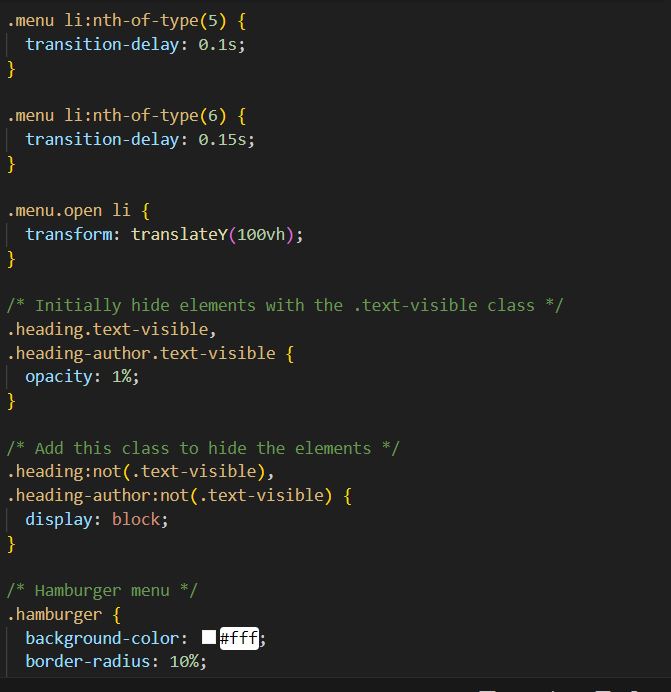 .menu li:nth-of-type(5) {
  transition-delay: 0.1s;
}

.menu li:nth-of-type(6) {
  transition-delay: 0.15s;
}

.menu.open li {
  transform: translateY(100vh);
}

/* Initially hide elements with the .text-visible class */
.heading.text-visible,
.heading-author.text-visible {
  opacity: 1%;
}

/* Add this class to hide the elements */
.heading:not(.text-visible),
.heading-author:not(.text-visible) {
  display: block;
}

/* Hamburger menu */
.hamburger {
  background-color: #fff;
  border-radius: 10%;